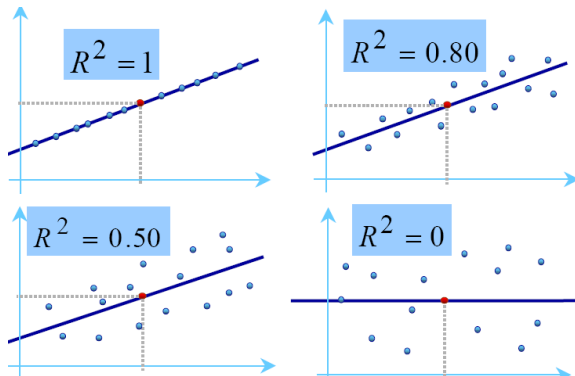 R² = 1
R² = 0.80
R² = 0.50
R² = 0